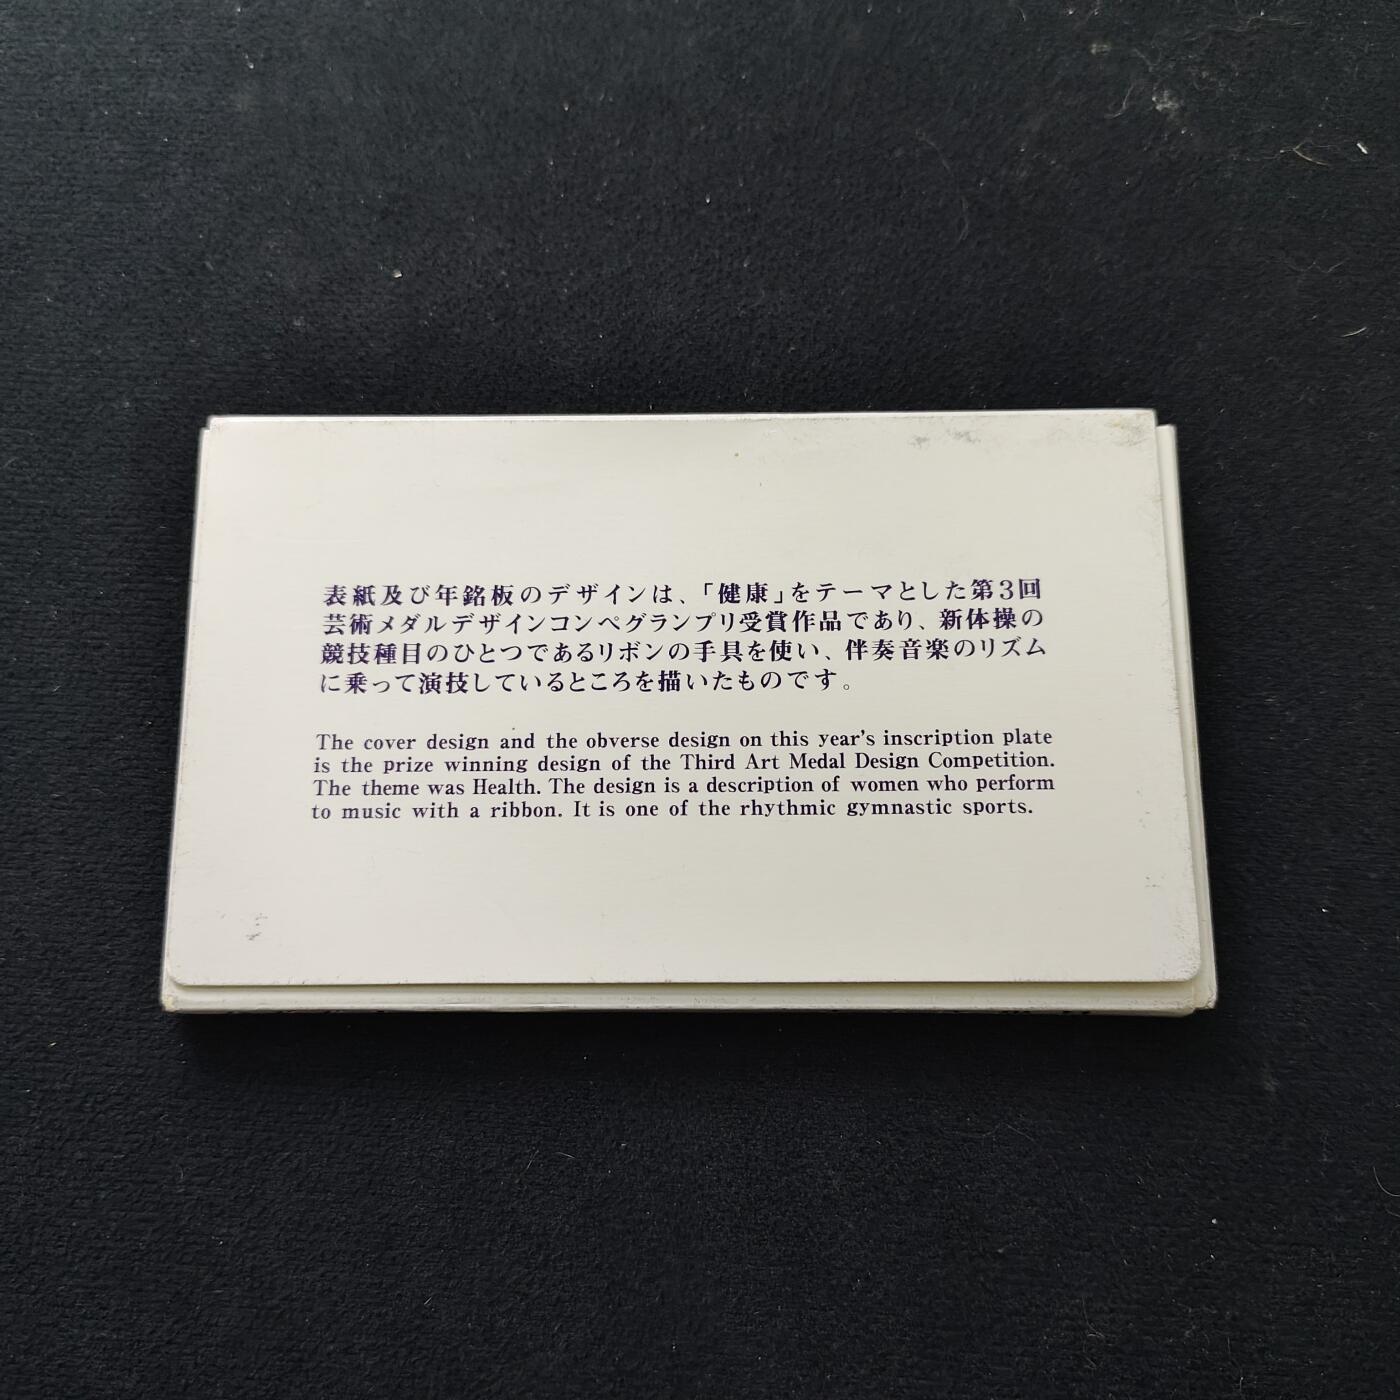 表紙及び年銘板のデザインは、「健康」をテーマとした第3回
芸術メダルデザインコンペグランプリ受賞作品であり、新体操の
競技種目のひとつであるリボンの手具を使い、伴奏音楽のリズム
に乗って演技しているところを描いたものです。
The cover design and the obverse design on this year's inscription plate
is the prize winning design of the Third Art Medal Design Competition.
The theme was Health. The design is a description of women who perform
to music with a ribbon. It is one of the rhythmic gymnastic sports.